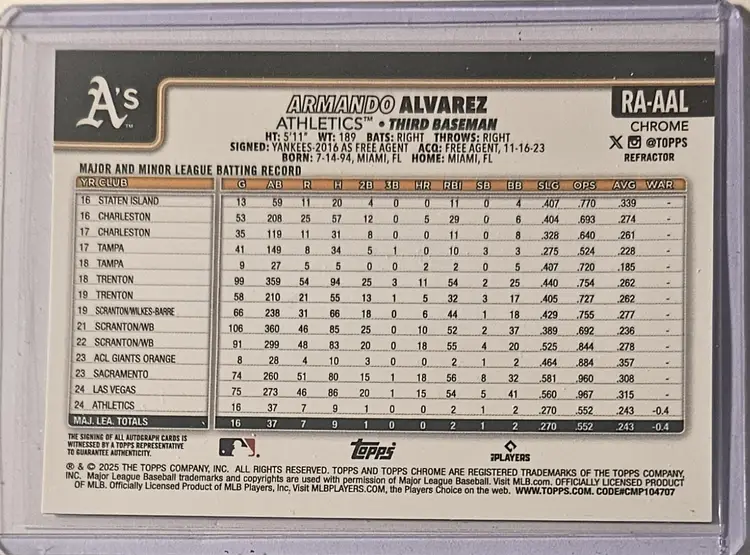 A's™
ARMANDO ALVAREZ
ATHLETICS™ • THIRD BASEMAN
HT: 5'11" WT: 189 BATS: RIGHT THROWS: RIGHT
SIGNED: YANKEES-2016 AS FREE AGENT ACQ: FREE AGENT, 11-16-23
BORN: 7-14-94, MIAMI, FL HOME: MIAMI, FL
RA-AAL
CHROME
X @TOPPS
REFRACTOR
MAJOR AND MINOR LEAGUE BATTING RECORD
YR CLUB G AB R H 2B 3B HR RBI SB BB SLG OPS AVG WAR
16 STATEN ISLAND 13 59 11 20 4 0 0 11 0 4 .407 .770 .339 -
16 CHARLESTON 53 208 25 57 12 0 5 29 0 6 .404 .693 .274 -
17 CHARLESTON 35 119 11 31 8 0 0 11 0 8 .328 .640 .261 -
17 TAMPA 41 149 8 34 5 1 0 10 3 3 .275 .524 .228 -
18 TAMPA 9 27 5 5 0 0 2 2 0 5 .407 .720 .185 -
18 TRENTON 99 359 54 94 25 3 11 54 2 25 .440 .754 .262 -
19 TRENTON 58 210 21 55 13 1 5 32 3 17 .405 .727 .262 -
19 SCRANTON/WILKES-BARRE 66 238 31 66 18 0 6 44 1 18 .429 .755 .277 -
21 SCRANTON/WB 106 360 46 85 25 0 10 52 2 37 .389 .692 .236 -
22 SCRANTON/WB 91 299 48 83 20 0 18 55 4 20 .525 .844 .278 -
23 ACL GIANTS ORANGE 8 28 4 10 3 0 0 2 1 2 .464 .884 .357 -
23 SACRAMENTO 74 260 51 80 15 1 18 56 8 32 .581 .960 .308 -
24 LAS VEGAS 75 273 46 86 20 1 15 54 5 41 .560 .967 .315 -
24 ATHLETICS 16 37 7 9 1 0 0 2 1 2 .270 .552 .243 -0.4
MAJ. LEA. TOTALS 16 37 7 9 1 0 0 2 1 2 .270 .552 .243 -0.4
THE SIGNING OF ALL AUTOGRAPH CARDS IS
WITNESSED BY A TOPPS REPRESENTATIVE
TO GUARANTEE AUTHENTICITY.
Topps
PLAYERS
® & © 2025 THE TOPPS COMPANY, INC. ALL RIGHTS RESERVED. TOPPS AND TOPPS CHROME ARE REGISTERED TRADEMARKS OF THE TOPPS COMPANY,
INC. Major League Baseball trademarks and copyrights are used with permission of Major League Baseball. Visit MLB.com. OFFICIALLY LICENSED PRODUCT
OF MLB. Officially Licensed Product of MLB Players, Inc. Visit MLBPLAYERS.COM, the Players Choice on the web. WWW.TOPPS.COM. CODE#CMP104707